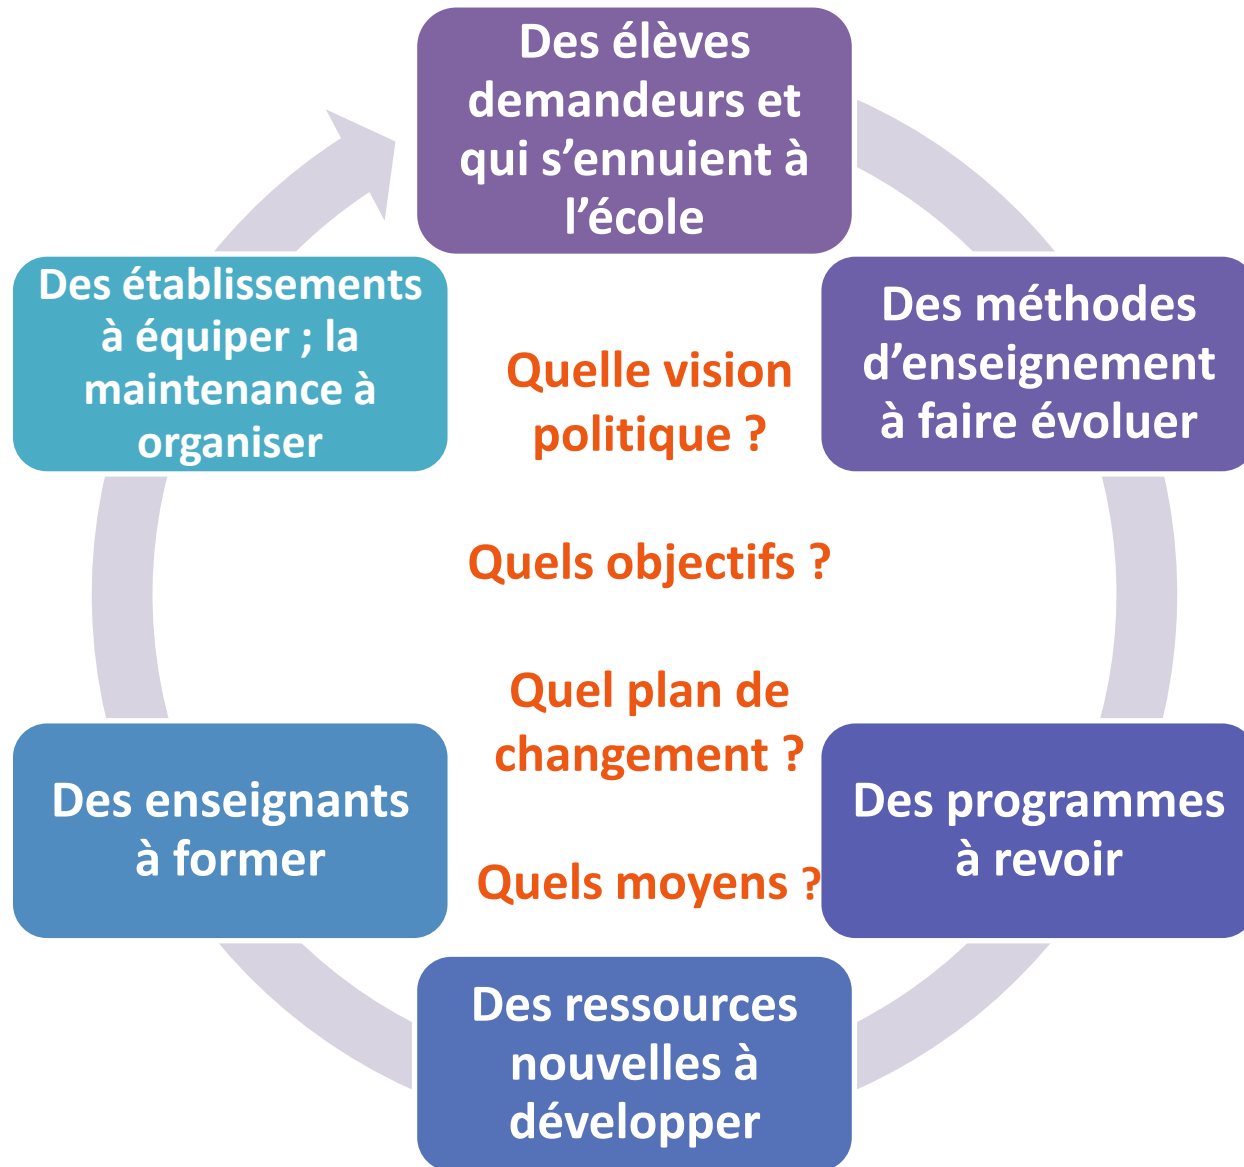 Des élèves
demandeurs et
qui s’ennuient à
l’école
Des méthodes
d’enseignement
à faire évoluer
Des programmes
à revoir
Des ressources
nouvelles à
développer
Des enseignants
à former
Des établissements
à équiper ; la
maintenance à
organiser
Quelle vision
politique ?
Quels objectifs ?
Quel plan de
changement ?
Quels moyens ?